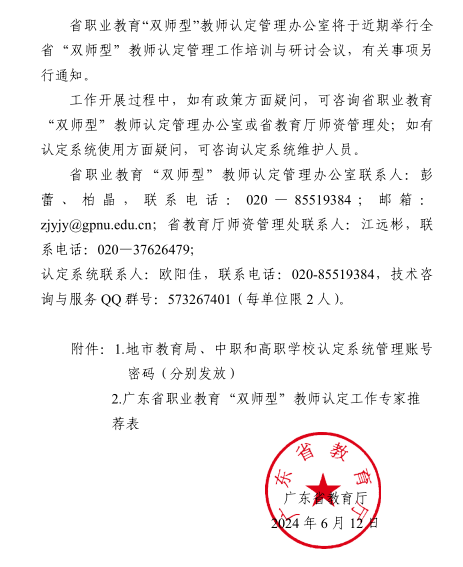 省职业教育“双师型”教师认定管理办公室将于近期举行全
省“双师型”教师认定管理工作培训与研讨会议，有关事项另
行通知。
工作开展过程中，如有政策方面疑问，可咨询省职业教育
“双师型”教师认定管理办公室或省教育厅师资管理处；如有
认定系统使用方面疑问，可咨询认定系统维护人员。
省职业教育“双师型”教师认定管理办公室联系人：彭
蕾、柏晶，联系电话：020－85519384；邮箱：
zjyjy@gpnu.edu.cn；省教育厅师资管理处联系人：江远彬，联
系电话：020—37626479;
认定系统联系人：欧阳佳，联系电话：020-85519384，技术咨
询与服务 QQ 群号：573267401（每单位限 2 人）。
附件：1.地市教育局、中职和高职学校认定系统管理账号
密码（分别发放）
2.广东省职业教育“双师型”教师认定工作专家推
荐表
广东省教育厅
广东省教育厅
2024 年 6 月 12 日